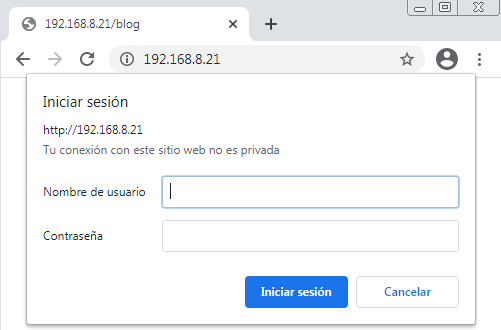 192.168.8.21/blog
192.168.8.21
Iniciar sesión
http://192.168.8.21
Tu conexión con este sitio web no es privada
Nombre de usuario
Contraseña
Iniciar sesión Cancelar